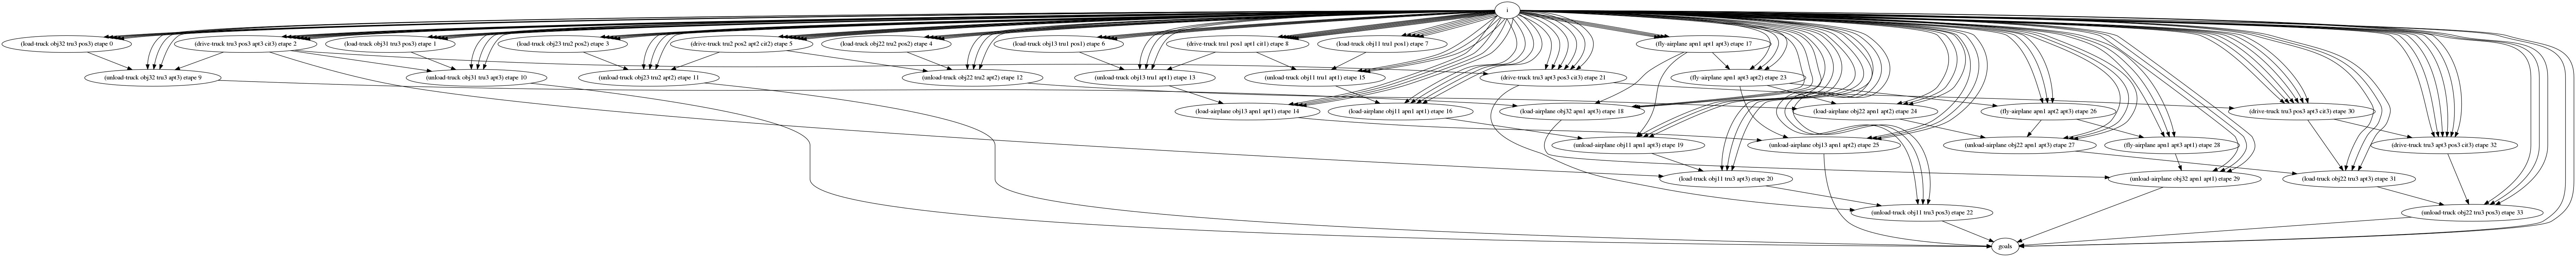 i
(load-truck obj32 tru3 pos3) etape 0
(drive-truck tru3 pos3 apt3 cit3) etape 2
(load-truck obj31 tru3 pos3) etape 1
(load-truck obj23 tru2 pos2) etape 3
(drive-truck tru2 pos2 apt2 cit2) etape 5
(load-truck obj22 tru2 pos2) etape 4
(load-truck obj13 tru1 pos1) etape 6
(drive-truck tru1 pos1 apt1 cit1) etape 8
(load-truck obj11 tru1 pos1) etape 7
(fly-airplane apn1 apt1 apt3) etape 17
(unload-truck obj32 tru3 apt3) etape 9
(unload-truck obj31 tru3 apt3) etape 10
(unload-truck obj23 tru2 apt2) etape 11
(unload-truck obj22 tru2 apt2) etape 12
(unload-truck obj13 tru1 apt1) etape 13
(unload-truck obj11 tru1 apt1) etape 15
(drive-truck tru3 apt3 pos3 cit3) etape 21
(fly-airplane apn1 apt3 apt2) etape 23
(load-airplane obj13 apn1 apt1) etape 14
(load-airplane obj11 apn1 apt1) etape 16
(load-airplane obj32 apn1 apt3) etape 18
(load-airplane obj22 apn1 apt2) etape 24
(fly-airplane apn1 apt2 apt3) etape 26
(drive-truck tru3 pos3 apt3 cit3) etape 30
(unload-airplane obj11 apn1 apt3) etape 19
(unload-airplane obj13 apn1 apt2) etape 25
(unload-airplane obj22 apn1 apt3) etape 27
(fly-airplane apn1 apt3 apt1) etape 28
(drive-truck tru3 apt3 pos3 cit3) etape 32
(load-truck obj11 tru3 apt3) etape 20
(unload-airplane obj32 apn1 apt1) etape 29
(load-truck obj22 tru3 apt3) etape 31
(unload-truck obj11 tru3 pos3) etape 22
(unload-truck obj22 tru3 pos3) etape 33
goals